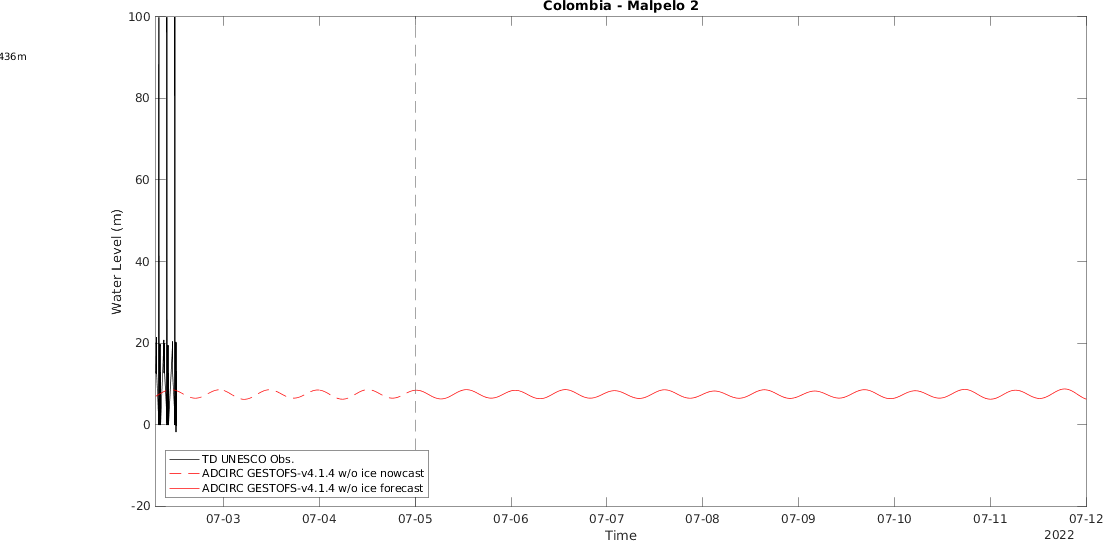 Colombia - Malpelo 2
436m
100
80
60
40
20
0
-20
Water Level (m)
TD UNESCO Obs.
ADCIRC GESTOFS-v4.1.4 w/o ice nowcast
ADCIRC GESTOFS-v4.1.4 w/o ice forecast
07-03 07-04 07-05 07-06 07-07 07-08 07-09 07-10 07-11 07-12
Time
2022